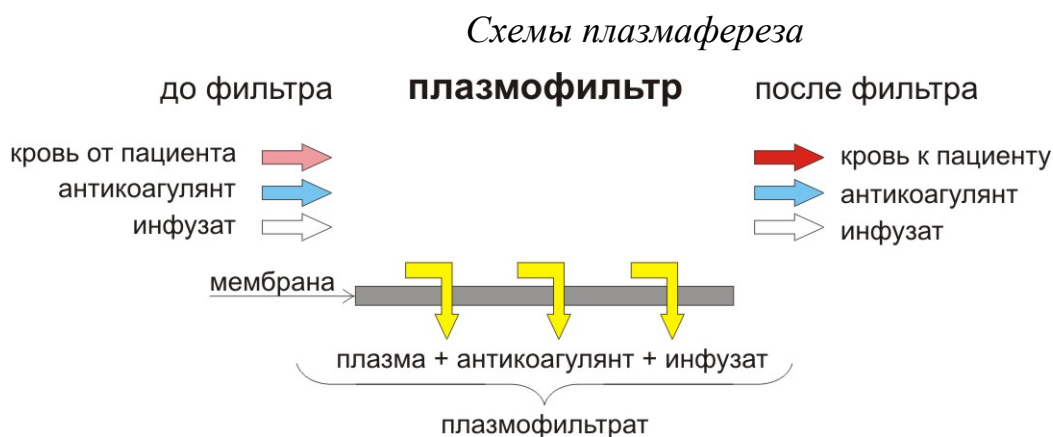 Схемы плазмафереза
до фильтра плазмофильтр после фильтра
кровь от пациента кровь к пациенту
антикоагулянт антикоагулянт
инфузат инфузат
мембрана
плазма + антикоагулянт + инфузат
плазмофильтрат